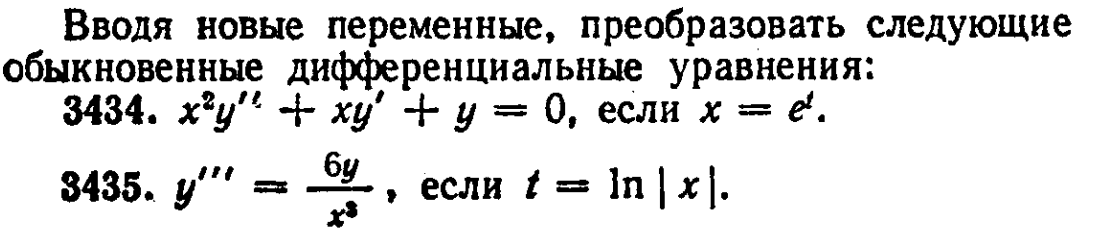 Вводя новые переменные, преобразовать следующие
обыкновенные дифференциальные уравнения:
3434. x²y'' + xy' + y = 0, если x = eᵗ.
3435. y''' = 6y/x³, если t = ln |x|.